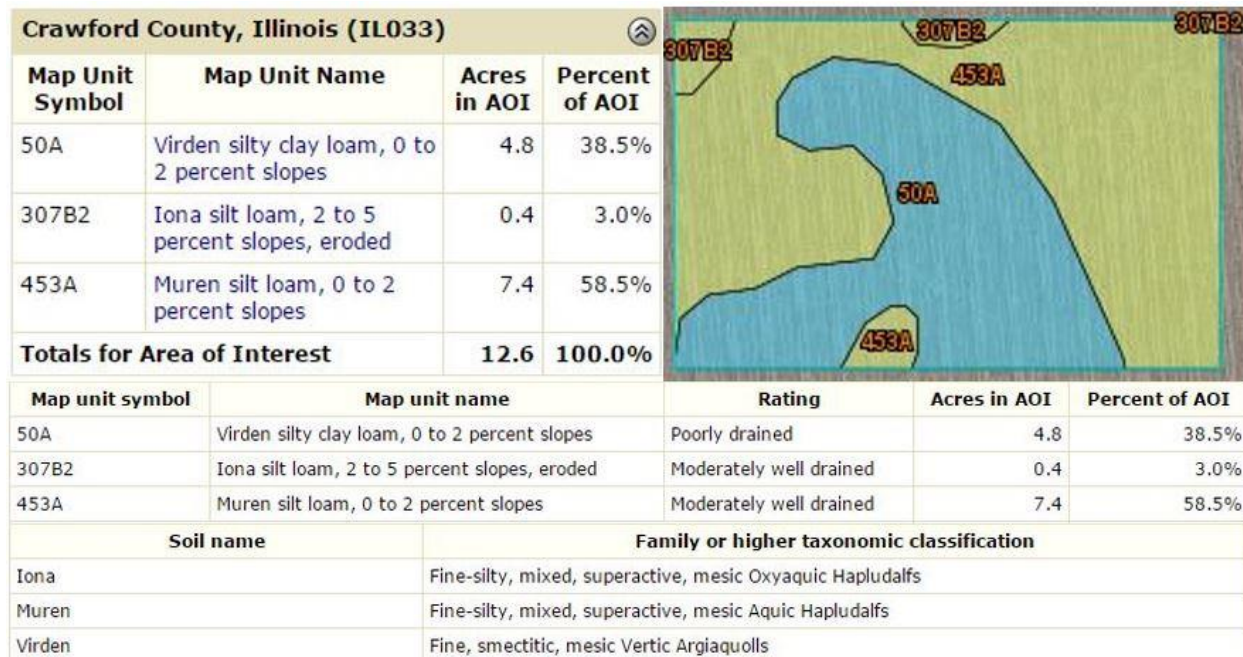 Crawford County, Illinois (IL033)
Map Unit Symbol Map Unit Name Acres in AOI Percent of AOI
50A Virden silty clay loam, 0 to 2 percent slopes 4.8 38.5%
307B2 Iona silt loam, 2 to 5 percent slopes, eroded 0.4 3.0%
453A Muren silt loam, 0 to 2 percent slopes 7.4 58.5%
Totals for Area of Interest 12.6 100.0%
307B2
307B2
307B2
453A
50A
453A
Map unit symbol Map unit name Rating Acres in AOI Percent of AOI
50A Virden silty clay loam, 0 to 2 percent slopes Poorly drained 4.8 38.5%
307B2 Iona silt loam, 2 to 5 percent slopes, eroded Moderately well drained 0.4 3.0%
453A Muren silt loam, 0 to 2 percent slopes Moderately well drained 7.4 58.5%
Soil name Family or higher taxonomic classification
Iona Fine-silty, mixed, superactive, mesic Oxyaquic Hapludalfs
Muren Fine-silty, mixed, superactive, mesic Aquic Hapludalfs
Virden Fine, smectitic, mesic Vertic Argiaquolls